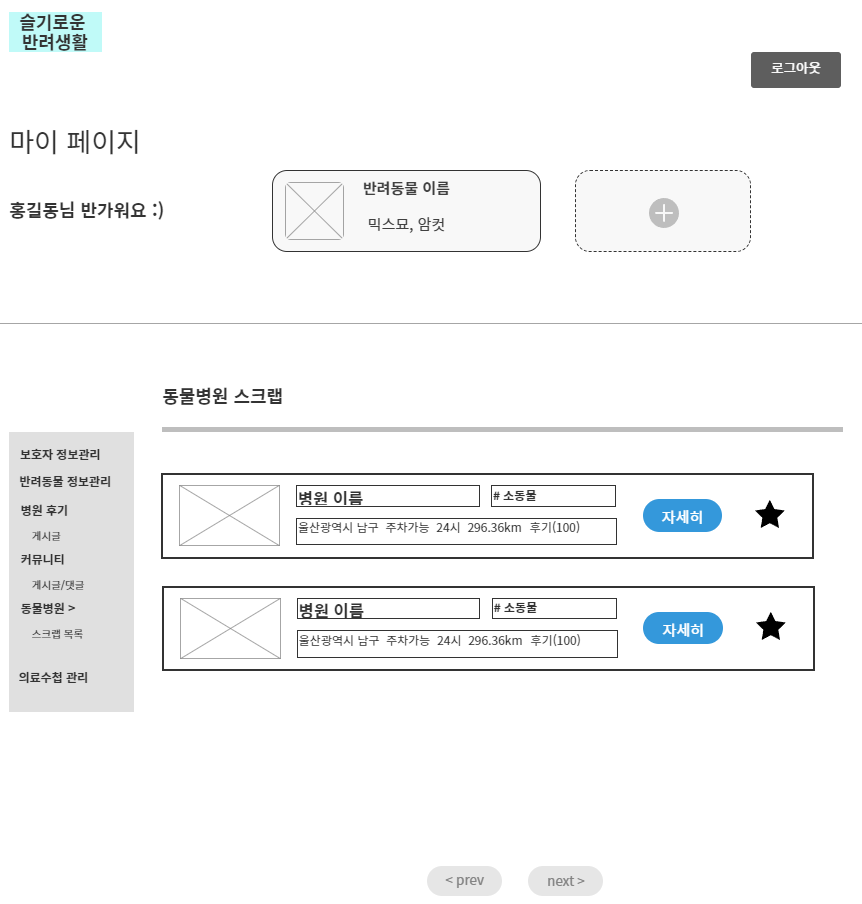 슬기로운
반려생활
로그아웃
마이 페이지
홍길동님 반가워요 :)
반려동물 이름
믹스묘, 암컷
동물병원 스크랩
보호자 정보관리
반려동물 정보관리
병원 후기
게시글
커뮤니티
게시글/댓글
동물병원 >
스크랩 목록
의료수첩 관리
병원 이름
# 소동물
울산광역시 남구 주차가능 24시 296.36km 후기(100)
자세히
병원 이름
# 소동물
울산광역시 남구 주차가능 24시 296.36km 후기(100)
자세히
< prev
next >